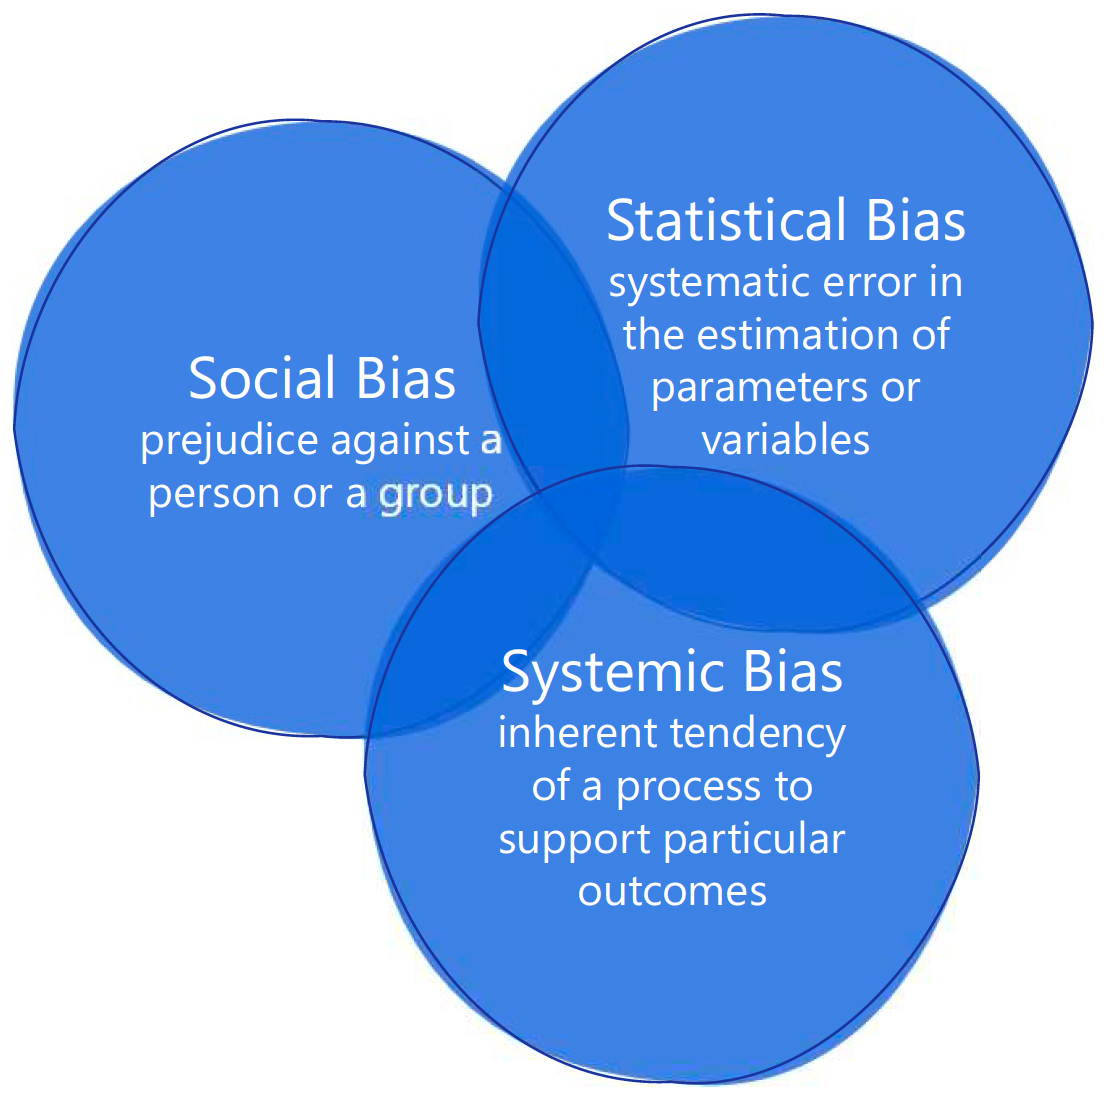 Statistical Bias
systematic error in
the estimation of
parameters or
variables
Social Bias
prejudice against a
person or a group
Systemic Bias
inherent tendency
of a process to
support particular
outcomes